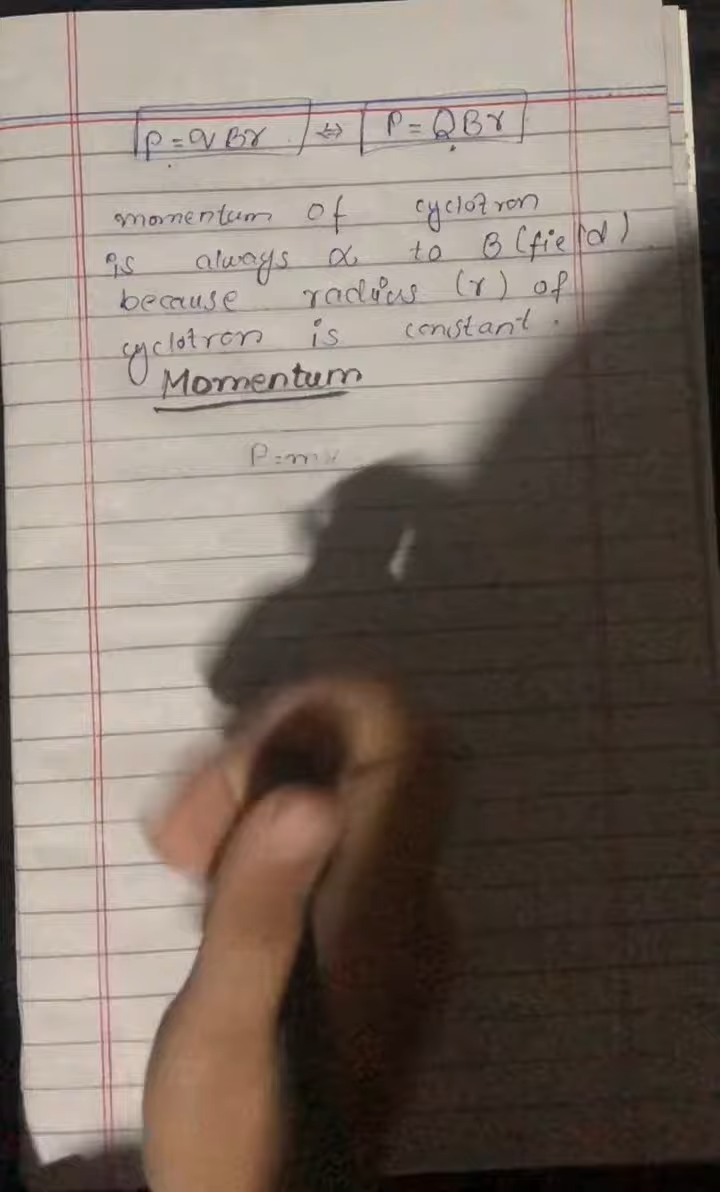 P = qBr ⇔ P = QBr
momentum of cyclotron
is always ∝ to B (field)
because radius (r) of
cyclotron is constant.
Momentum
P = mv